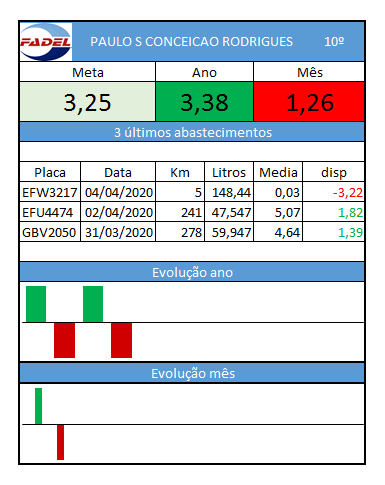 FADEL PAULO S CONCEICAO RODRIGUES 10º
Meta Ano Mês
3,25 3,38 1,26
3 últimos abastecimentos
Placa Data Km Litros Media disp
EFW3217 04/04/2020 5 148,44 0,03 -3,22
EFU4474 02/04/2020 241 47,547 5,07 1,82
GBV2050 31/03/2020 278 59,947 4,64 1,39
Evolução ano
Evolução mês